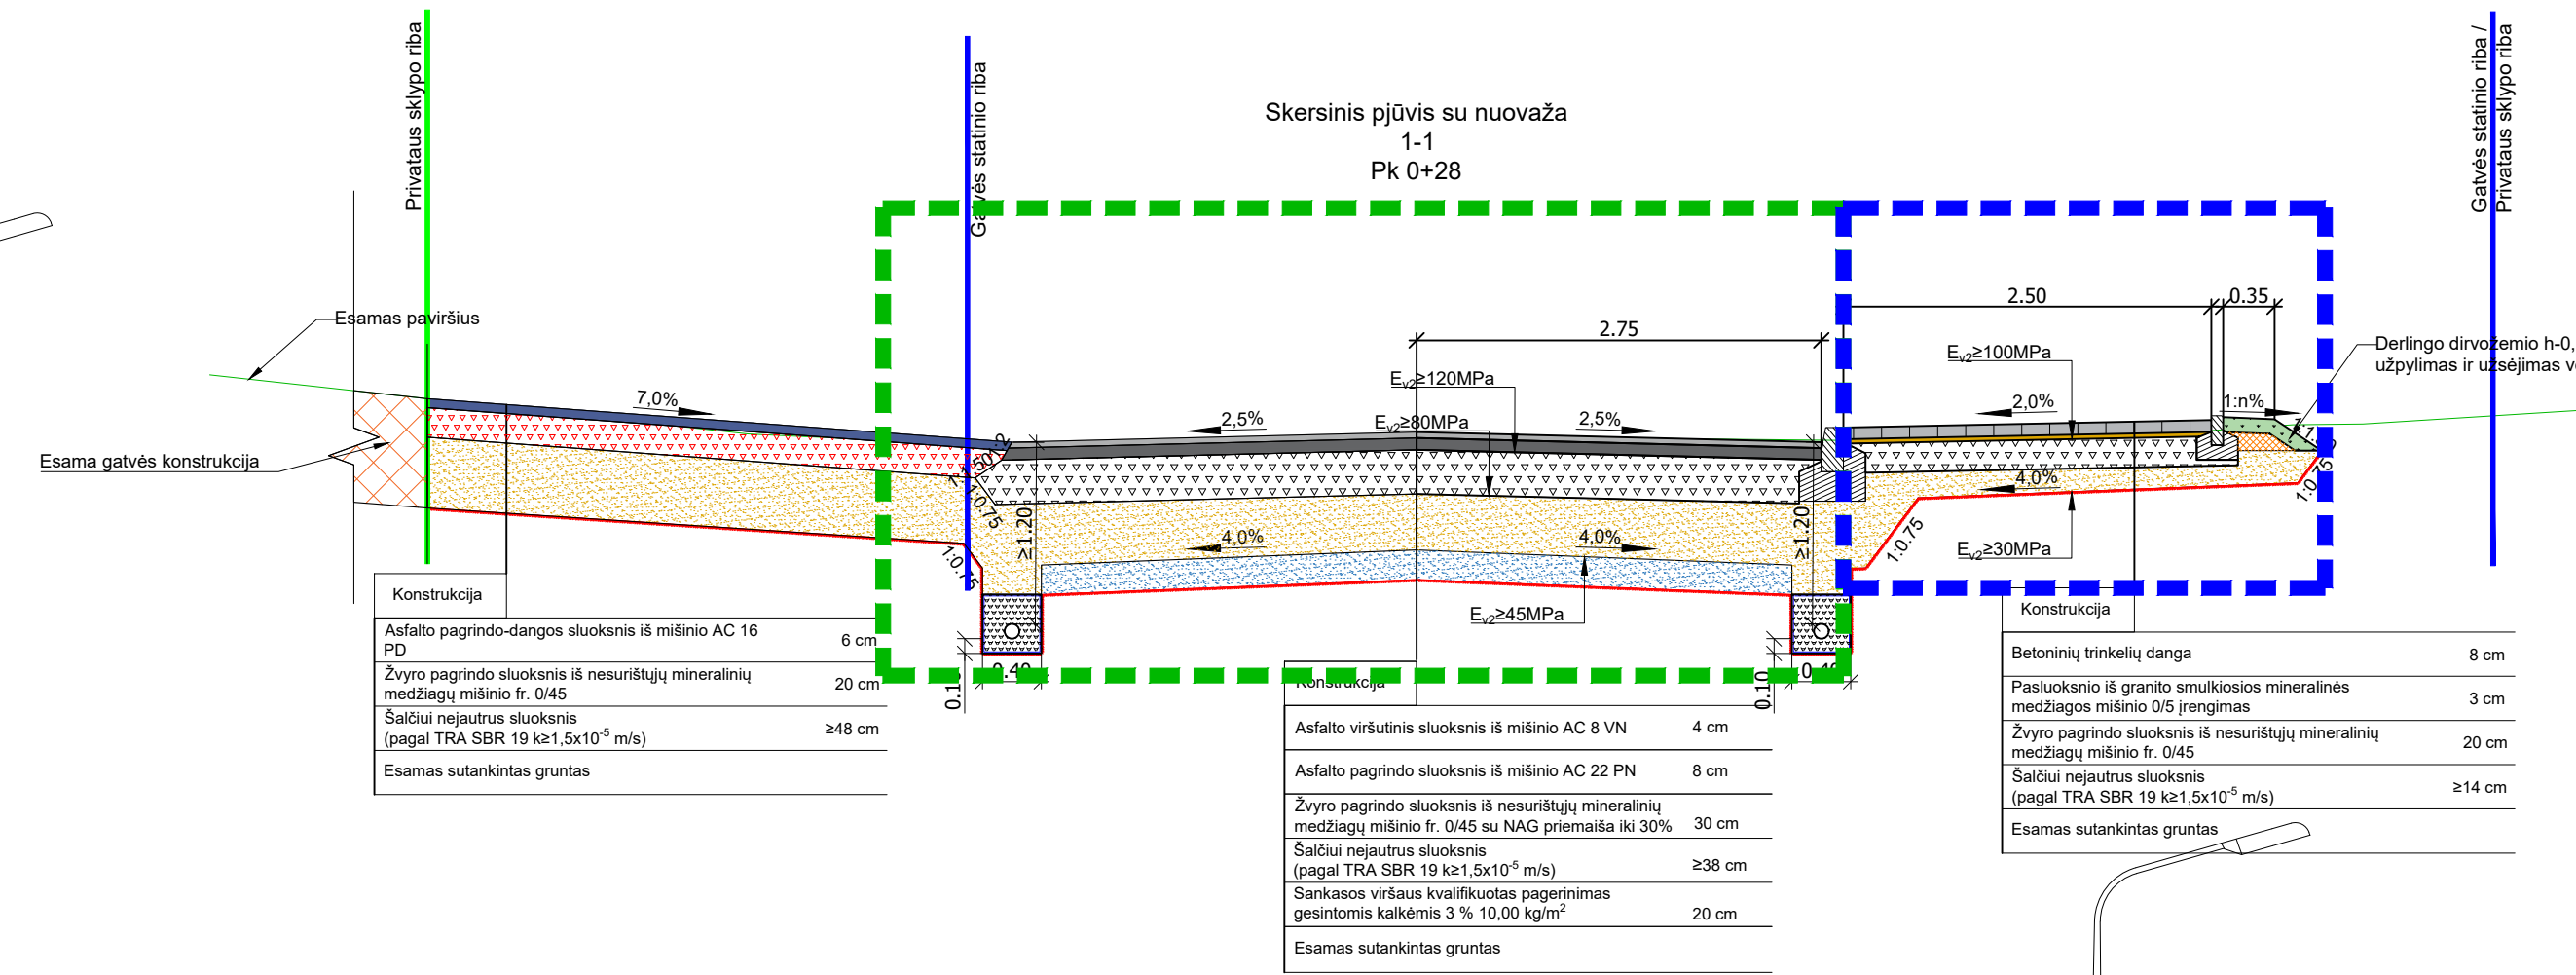 Skersinis pjūvis su nuovaža
1-1
Pk 0+28
Privataus sklypo riba
Gatvės statinio riba
Gatvės statinio riba /
Privataus sklypo riba
Esamas paviršius
Esama gatvės konstrukcija
7,0%
2,5%
2,5%
2.75
2.50
0.35
E_v2≥120MPa
E_v2≥80MPa
E_v2≥100MPa
2,0%
1:n%
Derlingo dirvožemio h-0,
užpylimas ir užsėjimas
4,0%
4,0%
4,0%
≥1.20
≥1.20
1:0.75
1:0.75
1:0.75
1:0.75
E_v2≥45MPa
E_v2≥30MPa
0.10
Konstrukcija
Asfalto pagrindo-dangos sluoksnis iš mišinio AC 16
PD
6 cm
Žvyro pagrindo sluoksnis iš nesurištųjų mineralinių
medžiagų mišinio fr. 0/45
20 cm
Šalčiui nejautrus sluoksnis
(pagal TRA SBR 19 k≥1,5x10⁻⁵ m/s)
≥48 cm
Esamas sutankintas gruntas
Konstrukcija
Asfalto viršutinis sluoksnis iš mišinio AC 8 VN 4 cm
Asfalto pagrindo sluoksnis iš mišinio AC 22 PN 8 cm
Žvyro pagrindo sluoksnis iš nesurištųjų mineralinių
medžiagų mišinio fr. 0/45 su NAG priemaiša iki 30% 30 cm
Šalčiui nejautrus sluoksnis
(pagal TRA SBR 19 k≥1,5x10⁻⁵ m/s)
≥38 cm
Sankasos viršaus kvalifikuotas pagerinimas
gesintomis kalkėmis 3 % 10,00 kg/m² 20 cm
Esamas sutankintas gruntas
Konstrukcija
Betoninių trinkelių danga 8 cm
Pasluoksnio iš granito smulkiosios mineralinės
medžiagos mišinio 0/5 įrengimas
3 cm
Žvyro pagrindo sluoksnis iš nesurištųjų mineralinių
medžiagų mišinio fr. 0/45
20 cm
Šalčiui nejautrus sluoksnis
(pagal TRA SBR 19 k≥1,5x10⁻⁵ m/s)
≥14 cm
Esamas sutankintas gruntas